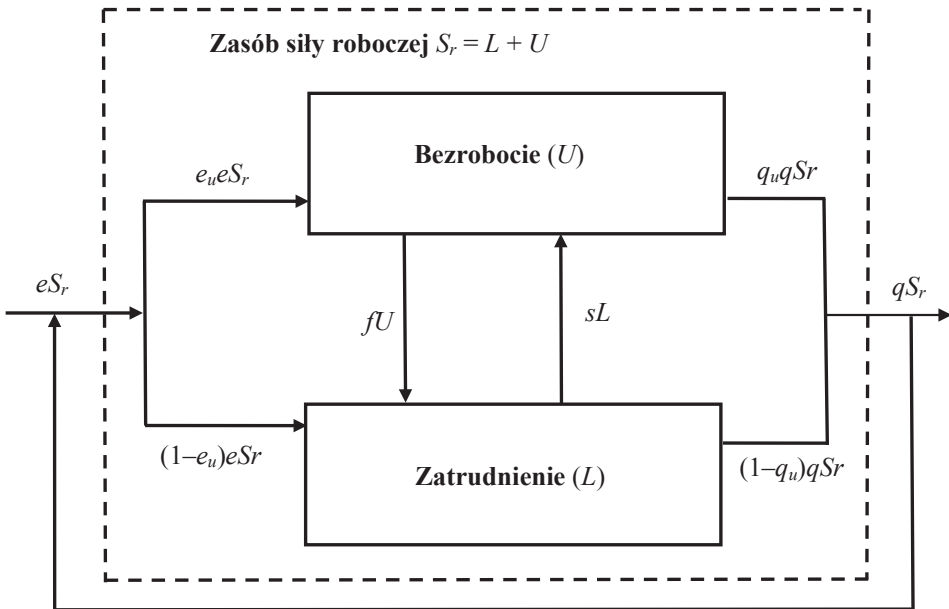 Zasób siły roboczej Sᵣ = L + U
Bezrobocie (U)
eᵤeSᵣ
qᵤqSr
eSᵣ
qSᵣ
fU
sL
(1–eᵤ)eSr
Zatrudnienie (L)
(1–qᵤ)qSr